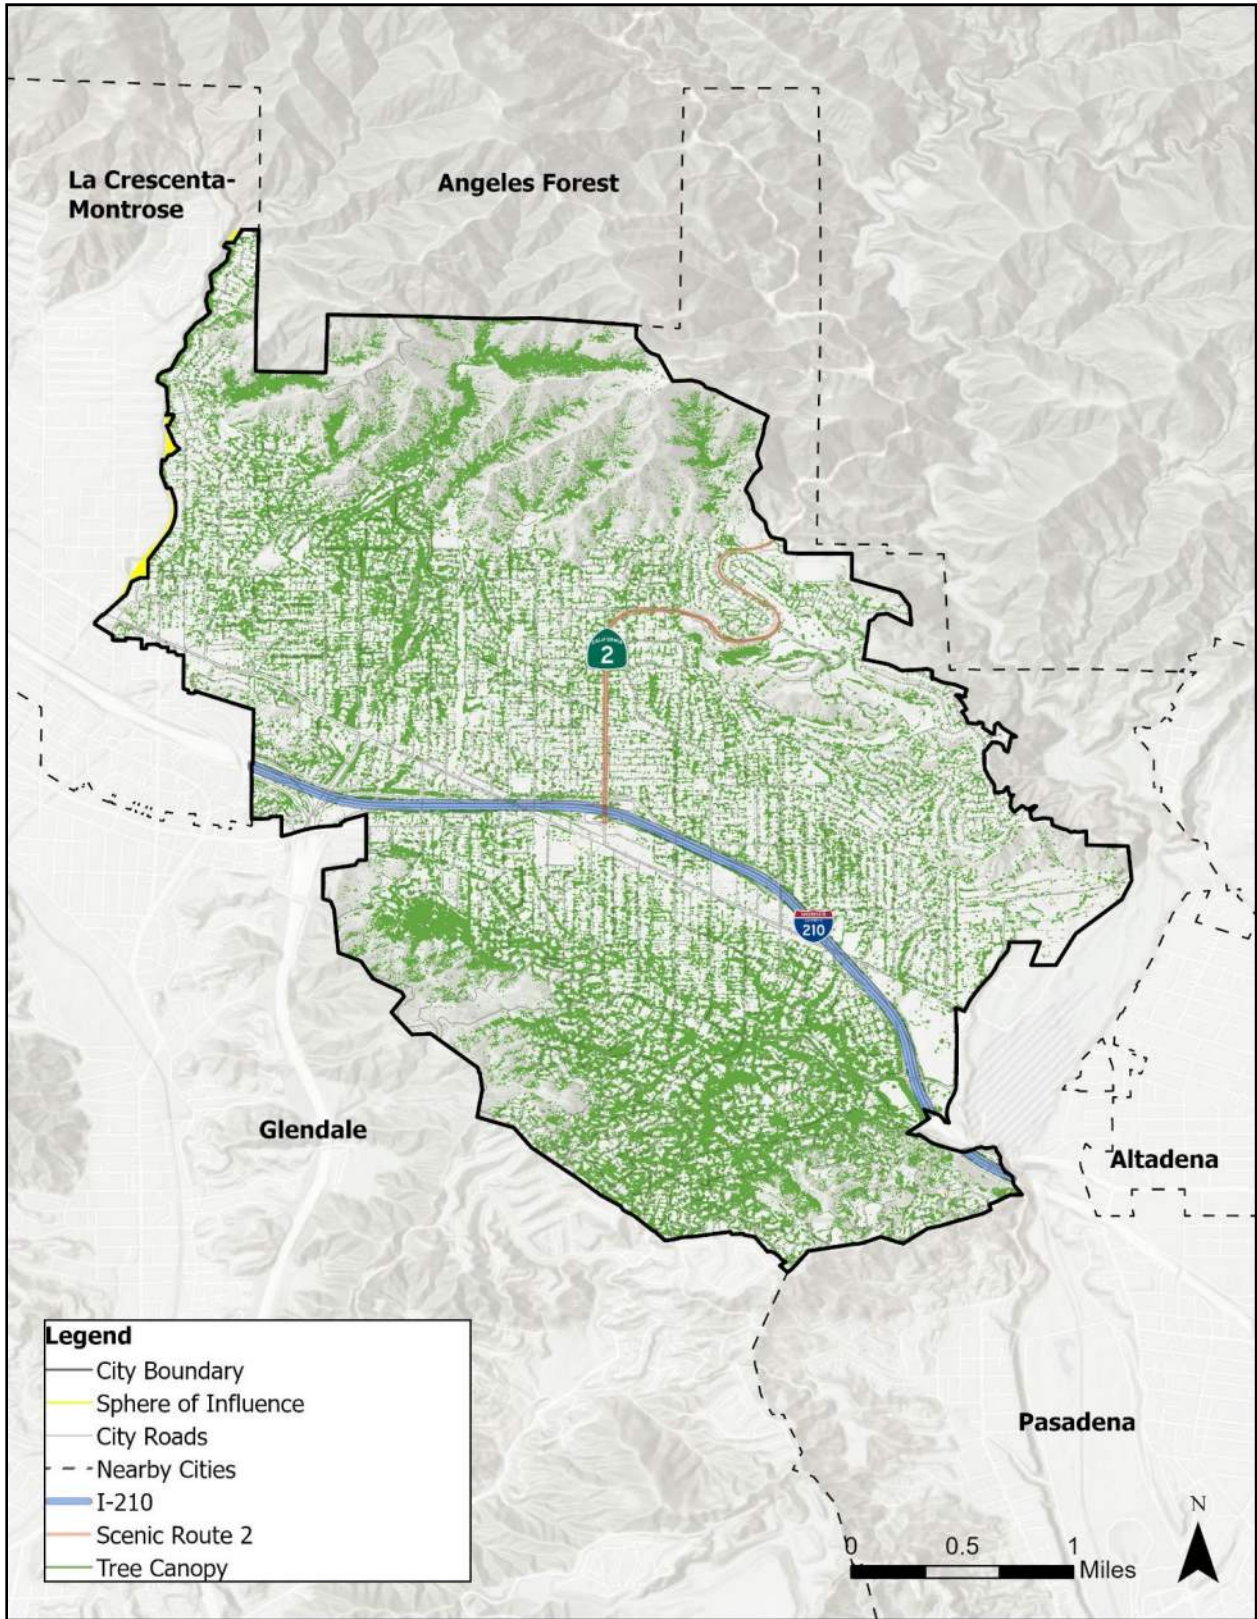 La Crescenta-
Montrose
Angeles Forest
2
210
Glendale
Altadena
Pasadena
Legend
City Boundary
Sphere of Influence
City Roads
Nearby Cities
I-210
Scenic Route 2
Tree Canopy
N
0 0.5 1
Miles